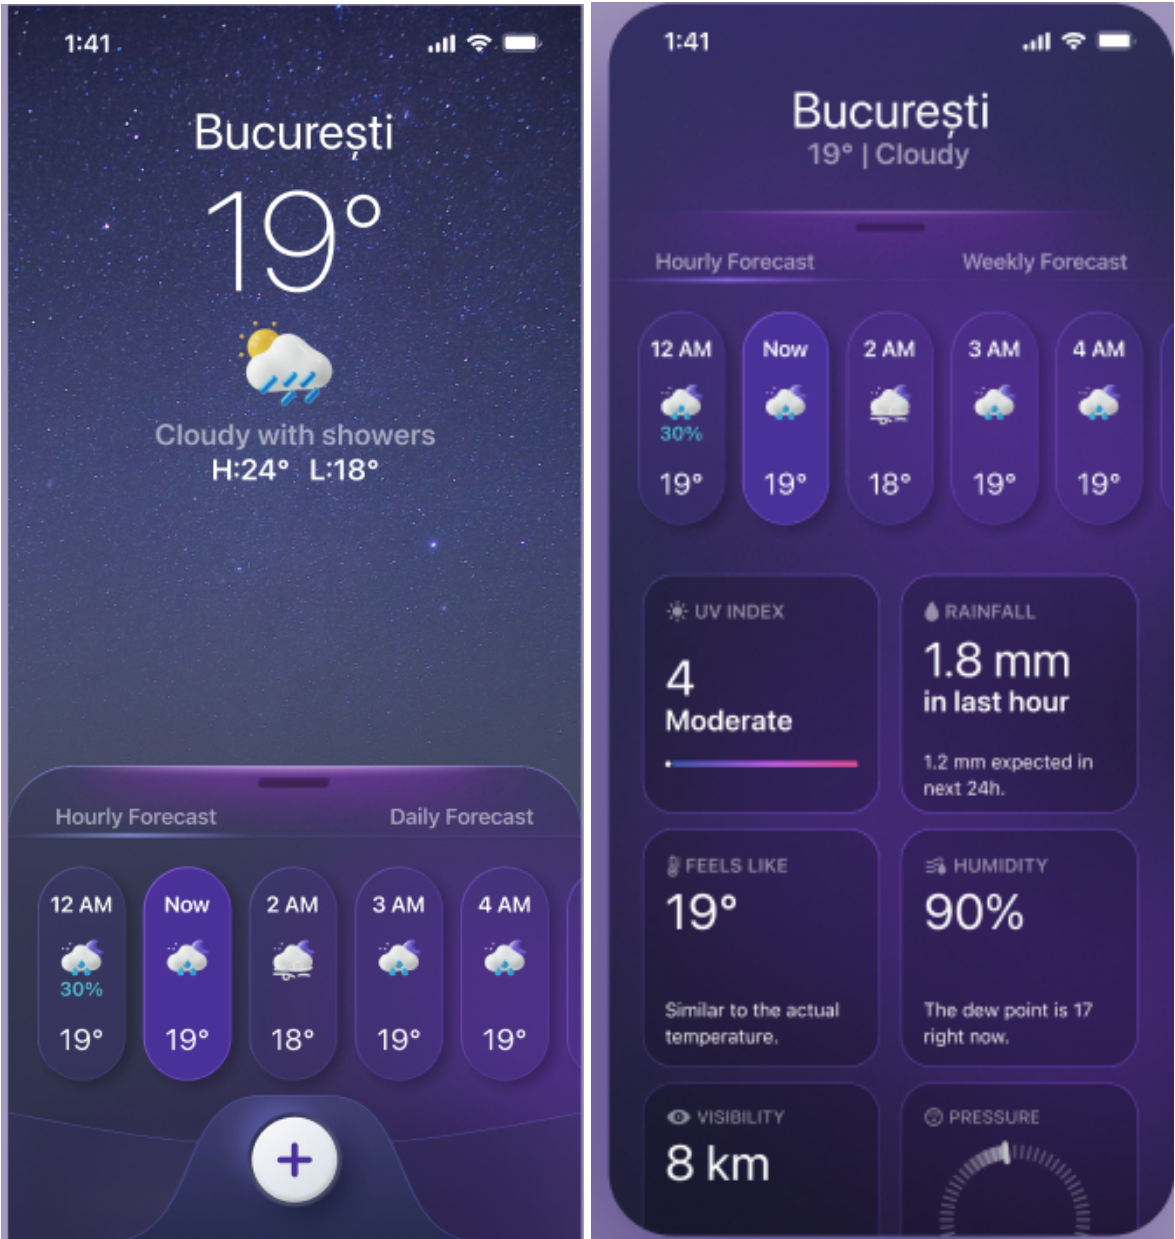 1:41
București
19°
Cloudy with showers
H:24° L:18°
Hourly Forecast Daily Forecast
12 AM Now 2 AM 3 AM 4 AM
30%
19° 19° 18° 19° 19°
1:41
București
19° | Cloudy
Hourly Forecast Weekly Forecast
12 AM Now 2 AM 3 AM 4 AM
30%
19° 19° 18° 19° 19°
UV INDEX
4
Moderate
RAINFALL
1.8 mm
in last hour
1.2 mm expected in
next 24h.
FEELS LIKE
19°
Similar to the actual
temperature.
HUMIDITY
90%
The dew point is 17
right now.
VISIBILITY
8 km
PRESSURE